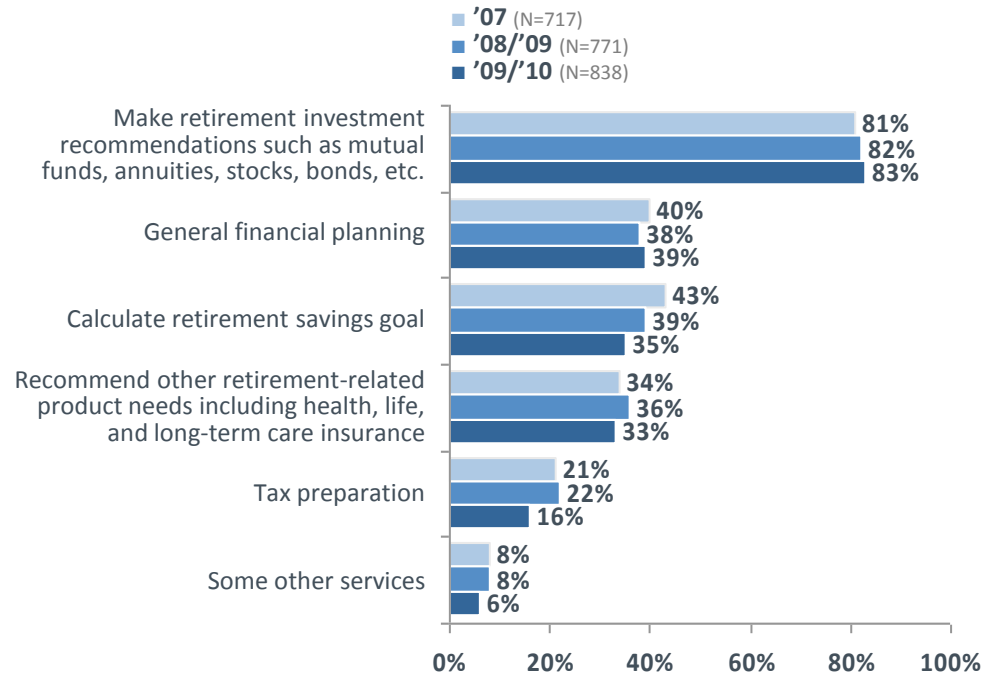 ’07 (N=717)
’08/’09 (N=771)
’09/’10 (N=838)
Make retirement investment
recommendations such as mutual
funds, annuities, stocks, bonds, etc.
81%
82%
83%
General financial planning
40%
38%
39%
Calculate retirement savings goal
43%
39%
35%
Recommend other retirement-related
product needs including health, life,
and long-term care insurance
34%
36%
33%
Tax preparation
21%
22%
16%
Some other services
8%
8%
6%
0% 20% 40% 60% 80% 100%